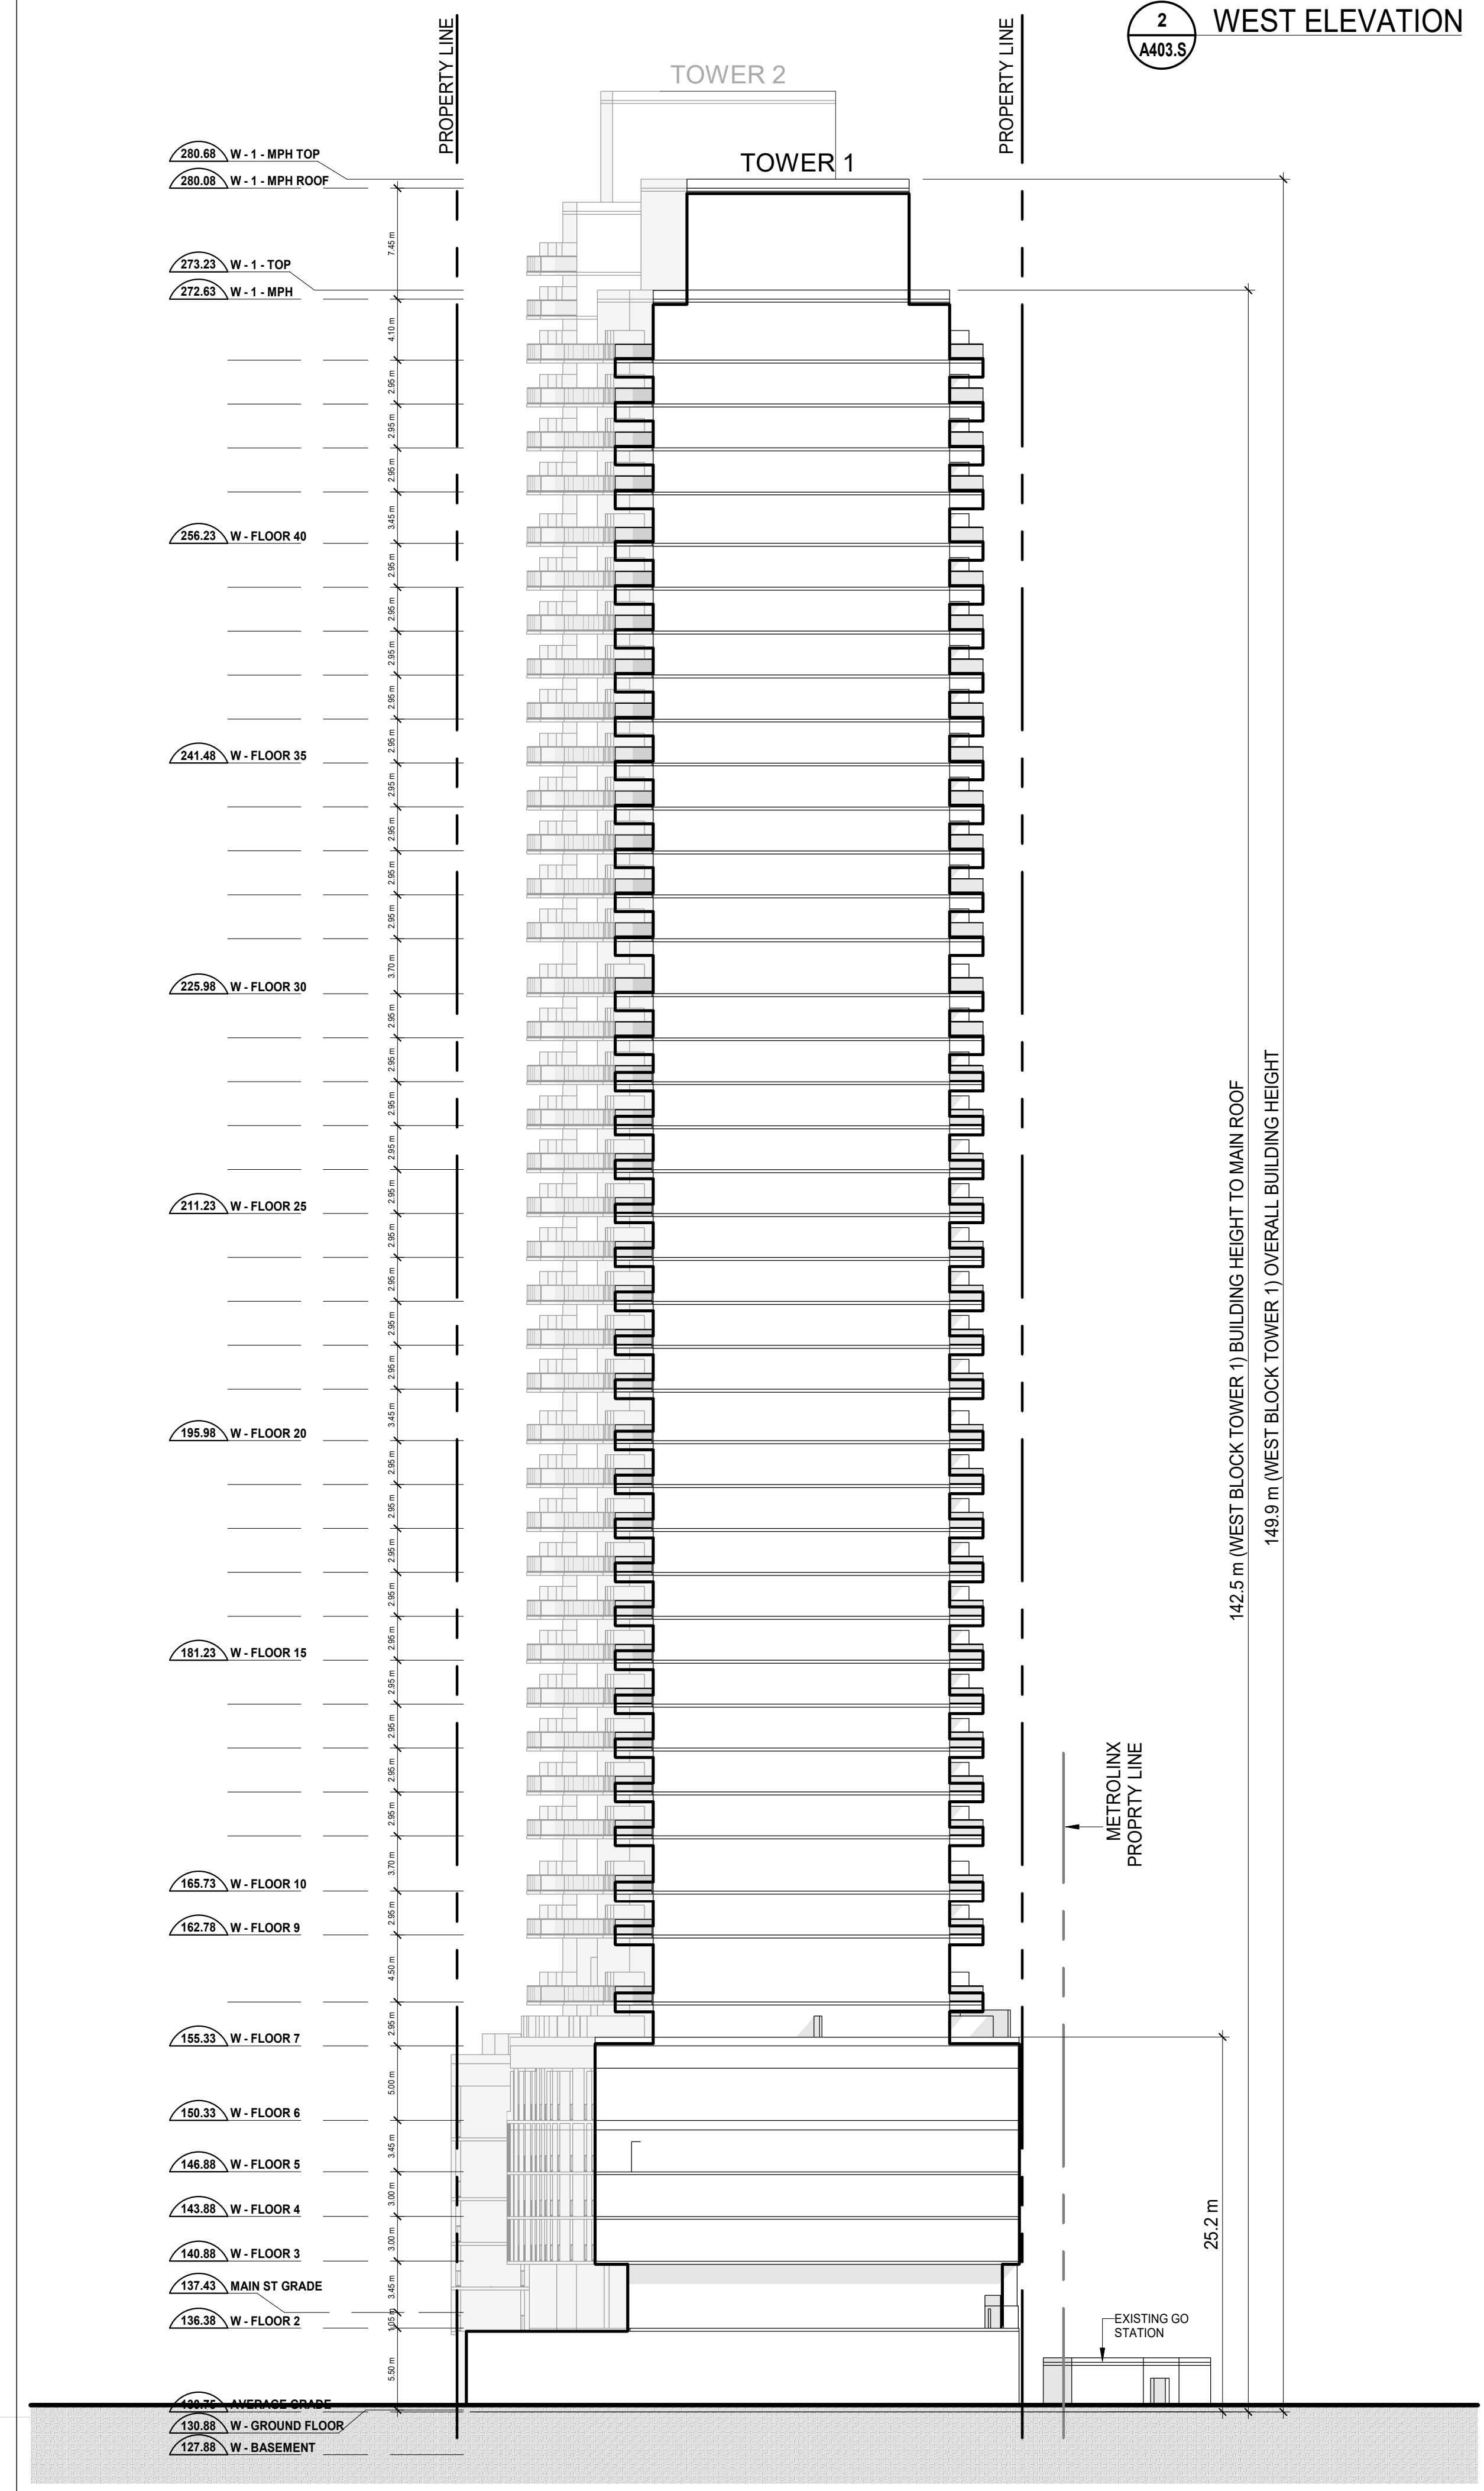 2
A403.S
WEST ELEVATION
PROPERTY LINE
PROPERTY LINE
TOWER 2
TOWER 1
280.68 W - 1 - MPH TOP
280.08 W - 1 - MPH ROOF
7.45 m
273.23 W - 1 - TOP
272.63 W - 1 - MPH
4.10 m
2.95 m
2.95 m
2.95 m
3.45 m
256.23 W - FLOOR 40
2.95 m
2.95 m
2.95 m
2.95 m
2.95 m
241.48 W - FLOOR 35
2.95 m
2.95 m
2.95 m
2.95 m
3.70 m
225.98 W - FLOOR 30
2.95 m
2.95 m
2.95 m
2.95 m
2.95 m
211.23 W - FLOOR 25
2.95 m
2.95 m
2.95 m
2.95 m
3.45 m
195.98 W - FLOOR 20
2.95 m
2.95 m
2.95 m
2.95 m
2.95 m
181.23 W - FLOOR 15
2.95 m
2.95 m
2.95 m
2.95 m
3.70 m
165.73 W - FLOOR 10
2.95 m
162.78 W - FLOOR 9
4.50 m
2.95 m
155.33 W - FLOOR 7
5.00 m
150.33 W - FLOOR 6
3.45 m
146.88 W - FLOOR 5
3.00 m
143.88 W - FLOOR 4
3.00 m
140.88 W - FLOOR 3
3.45 m
137.43 MAIN ST GRADE
1.05 m
136.38 W - FLOOR 2
5.50 m
130.75 AVERAGE GRADE
130.88 W - GROUND FLOOR
127.88 W - BASEMENT
142.5 m (WEST BLOCK TOWER 1) BUILDING HEIGHT TO MAIN ROOF
149.9 m (WEST BLOCK TOWER 1) OVERALL BUILDING HEIGHT
METROLINX
PROPRTY LINE
25.2 m
EXISTING GO
STATION